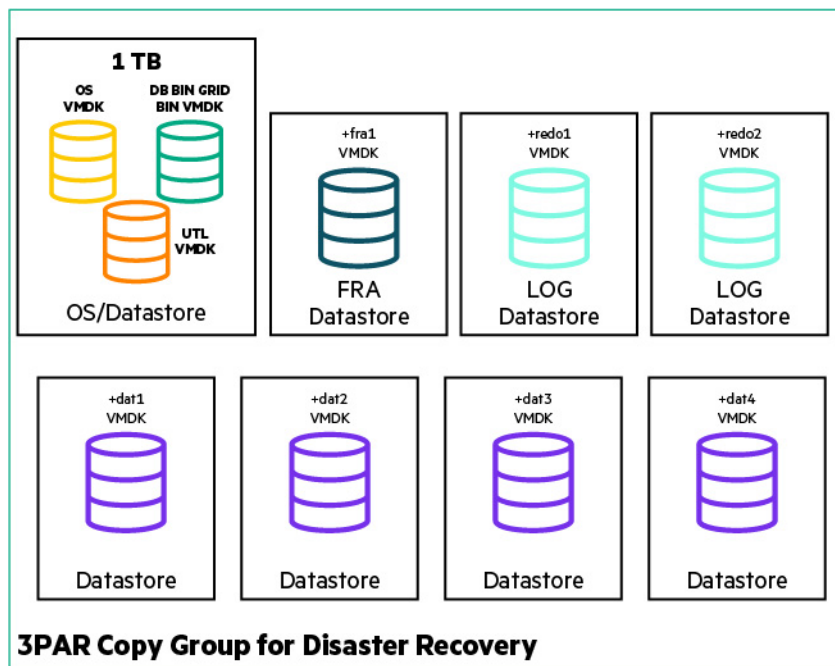 1 TB
OS
VMDK
DB BIN GRID
BIN VMDK
UTL
VMDK
OS/Datastore
+fra1
VMDK
FRA
Datastore
+redo1
VMDK
LOG
Datastore
+redo2
VMDK
LOG
Datastore
+dat1
VMDK
Datastore
+dat2
VMDK
Datastore
+dat3
VMDK
Datastore
+dat4
VMDK
Datastore
3PAR Copy Group for Disaster Recovery